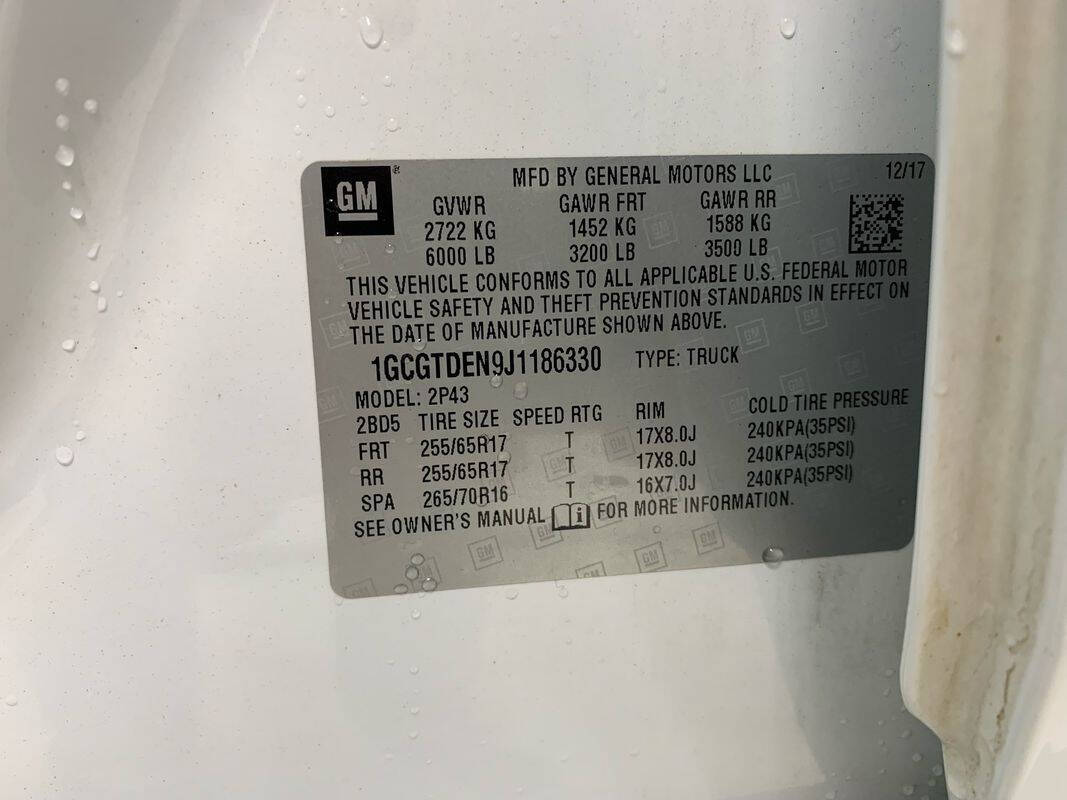 GM ®
MFD BY GENERAL MOTORS LLC 12/17
GVWR GAWR FRT GAWR RR
2722 KG 1452 KG 1588 KG
6000 LB 3200 LB 3500 LB
THIS VEHICLE CONFORMS TO ALL APPLICABLE U.S. FEDERAL MOTOR
VEHICLE SAFETY AND THEFT PREVENTION STANDARDS IN EFFECT ON
THE DATE OF MANUFACTURE SHOWN ABOVE.
1GCGTDEN9J1186330 TYPE: TRUCK
MODEL: 2P43
2BD5 TIRE SIZE SPEED RTG RIM COLD TIRE PRESSURE
FRT 255/65R17 T 17X8.0J 240KPA(35PSI)
RR 255/65R17 T 17X8.0J 240KPA(35PSI)
SPA 265/70R16 T 16X7.0J 240KPA(35PSI)
SEE OWNER'S MANUAL i FOR MORE INFORMATION.